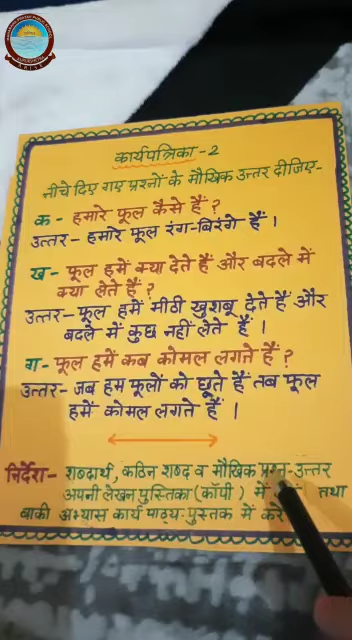 कार्यपत्रिका-2
नीचे दिए गए प्रश्नों के मौखिक उत्तर दीजिए-
क - हमारे फूल कैसे हैं ?
उत्तर- हमारे फूल रंग-बिरंगे हैं ।
ख - फूल हमें क्या देते हैं और बदले में
क्या लेते हैं ?
उत्तर- फूल हमें मीठी खुशबू देते हैं और
बदले में कुछ नहीं लेते हैं ।
ग - फूल हमें कब कोमल लगते हैं ?
उत्तर- जब हम फूलों को छूते हैं तब फूल
हमें कोमल लगते हैं ।
निर्देश- शब्दार्थ, कठिन शब्द व मौखिक प्रश्न-उत्तर
अपनी लेखन पुस्तिका (कॉपी) में तथा
बाकी अभ्यास कार्य पाठ्य-पुस्तक में करें